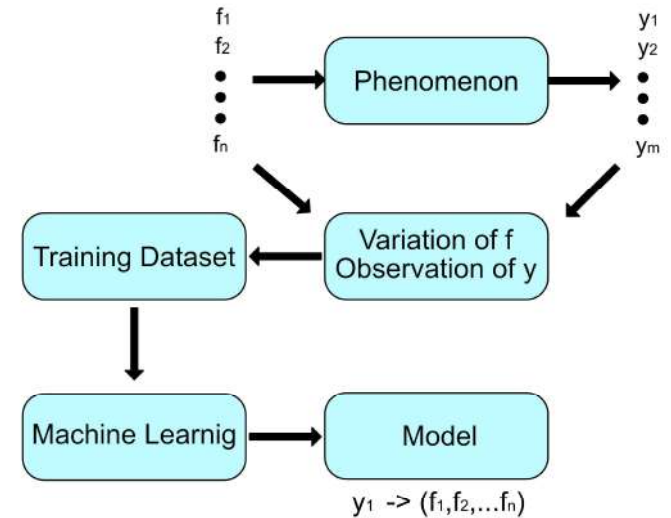 f₁
f₂
fₙ
Phenomenon
y₁
y₂
yₘ
Training Dataset
Variation of f
Observation of y
Machine Learnig
Model
y₁ -> (f₁,f₂,...fₙ)